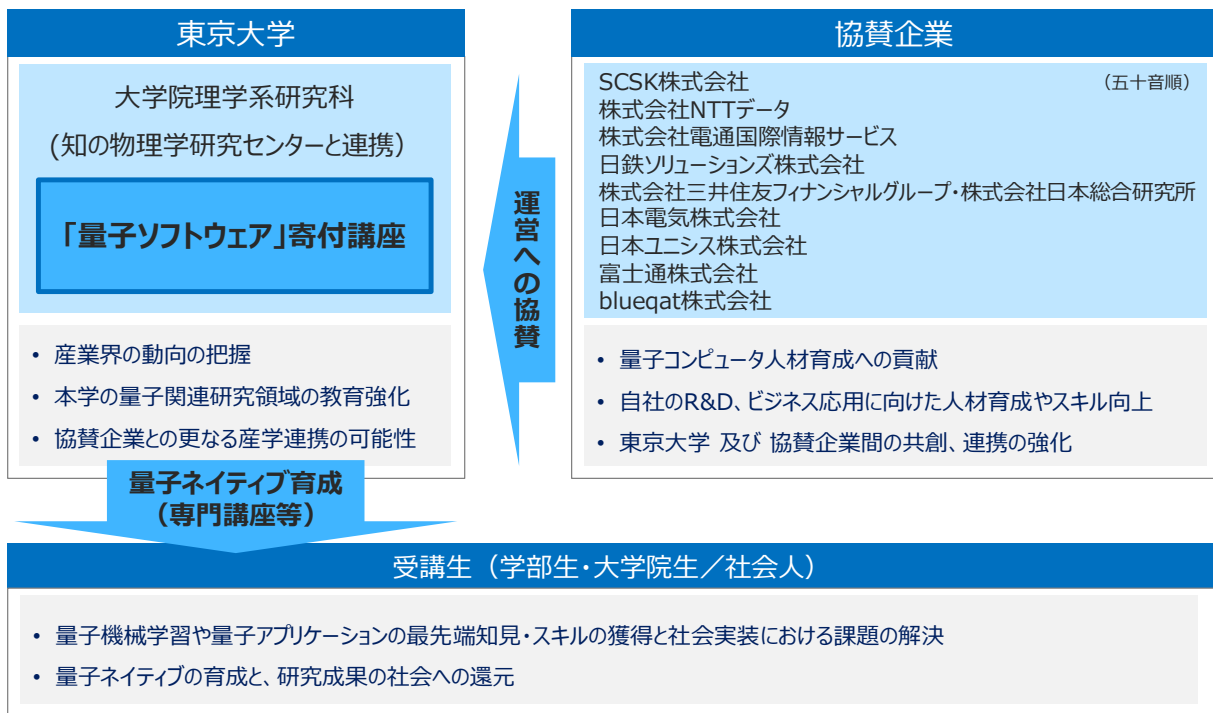 東京大学
大学院理学系研究科
(知の物理学研究センターと連携）
「量子ソフトウェア」寄付講座
• 産業界の動向の把握
• 本学の量子関連研究領域の教育強化
• 協賛企業との更なる産学連携の可能性
運営への協賛
協賛企業
SCSK株式会社 （五十音順）
株式会社NTTデータ
株式会社電通国際情報サービス
日鉄ソリューションズ株式会社
株式会社三井住友フィナンシャルグループ・株式会社日本総合研究所
日本電気株式会社
日本ユニシス株式会社
富士通株式会社
blueqat株式会社
• 量子コンピュータ人材育成への貢献
• 自社のR&D、ビジネス応用に向けた人材育成やスキル向上
• 東京大学 及び 協賛企業間の共創、連携の強化
量子ネイティブ育成
（専門講座等）
受講生（学部生・大学院生／社会人）
• 量子機械学習や量子アプリケーションの最先端知見・スキルの獲得と社会実装における課題の解決
• 量子ネイティブの育成と、研究成果の社会への還元